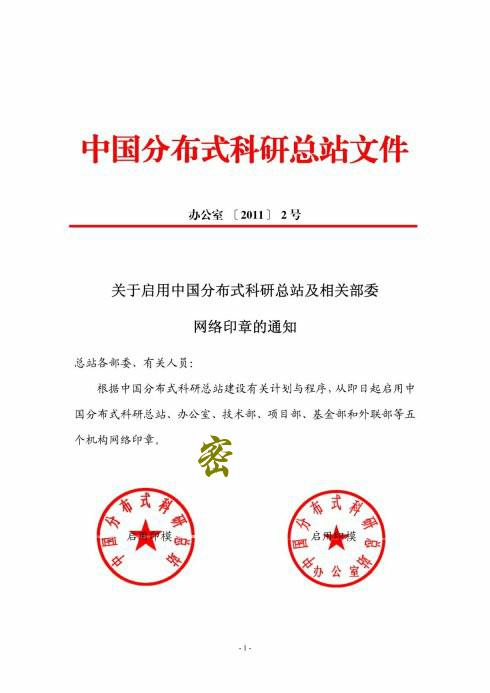 中国分布式科研总站文件
办公室 〔2011〕 2号
关于启用中国分布式科研总站及相关部委
网络印章的通知
总站各部委、有关人员：
根据中国分布式科研总站建设有关计划与程序，从即日起启用中
国分布式科研总站、办公室、技术部、项目部、基金部和外联部等五
个机构网络印章。
密
中国分布式科研总站
启用印模
中国分布式科研总站
启用印模
办公室
- 1 -